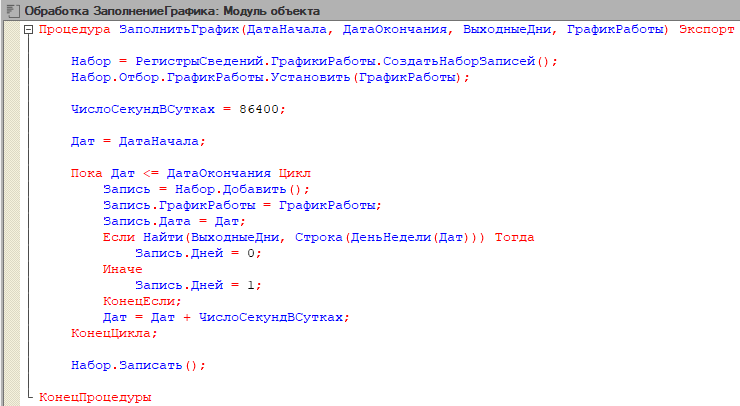 Обработка ЗаполнениеГрафика: Модуль объекта
Процедура ЗаполнитьГрафик(ДатаНачала, ДатаОкончания, ВыходныеДни, ГрафикРаботы) Экспорт
Набор = РегистрыСведений.ГрафикиРаботы.СоздатьНаборЗаписей();
Набор.Отбор.ГрафикРаботы.Установить(ГрафикРаботы);
ЧислоСекундВСутках = 86400;
Дат = ДатаНачала;
Пока Дат <= ДатаОкончания Цикл
Запись = Набор.Добавить();
Запись.ГрафикРаботы = ГрафикРаботы;
Запись.Дата = Дат;
Если Найти(ВыходныеДни, Строка(ДеньНедели(Дат))) Тогда
Запись.Дней = 0;
Иначе
Запись.Дней = 1;
КонецЕсли;
Дат = Дат + ЧислоСекундВСутках;
КонецЦикла;
Набор.Записать();
КонецПроцедуры